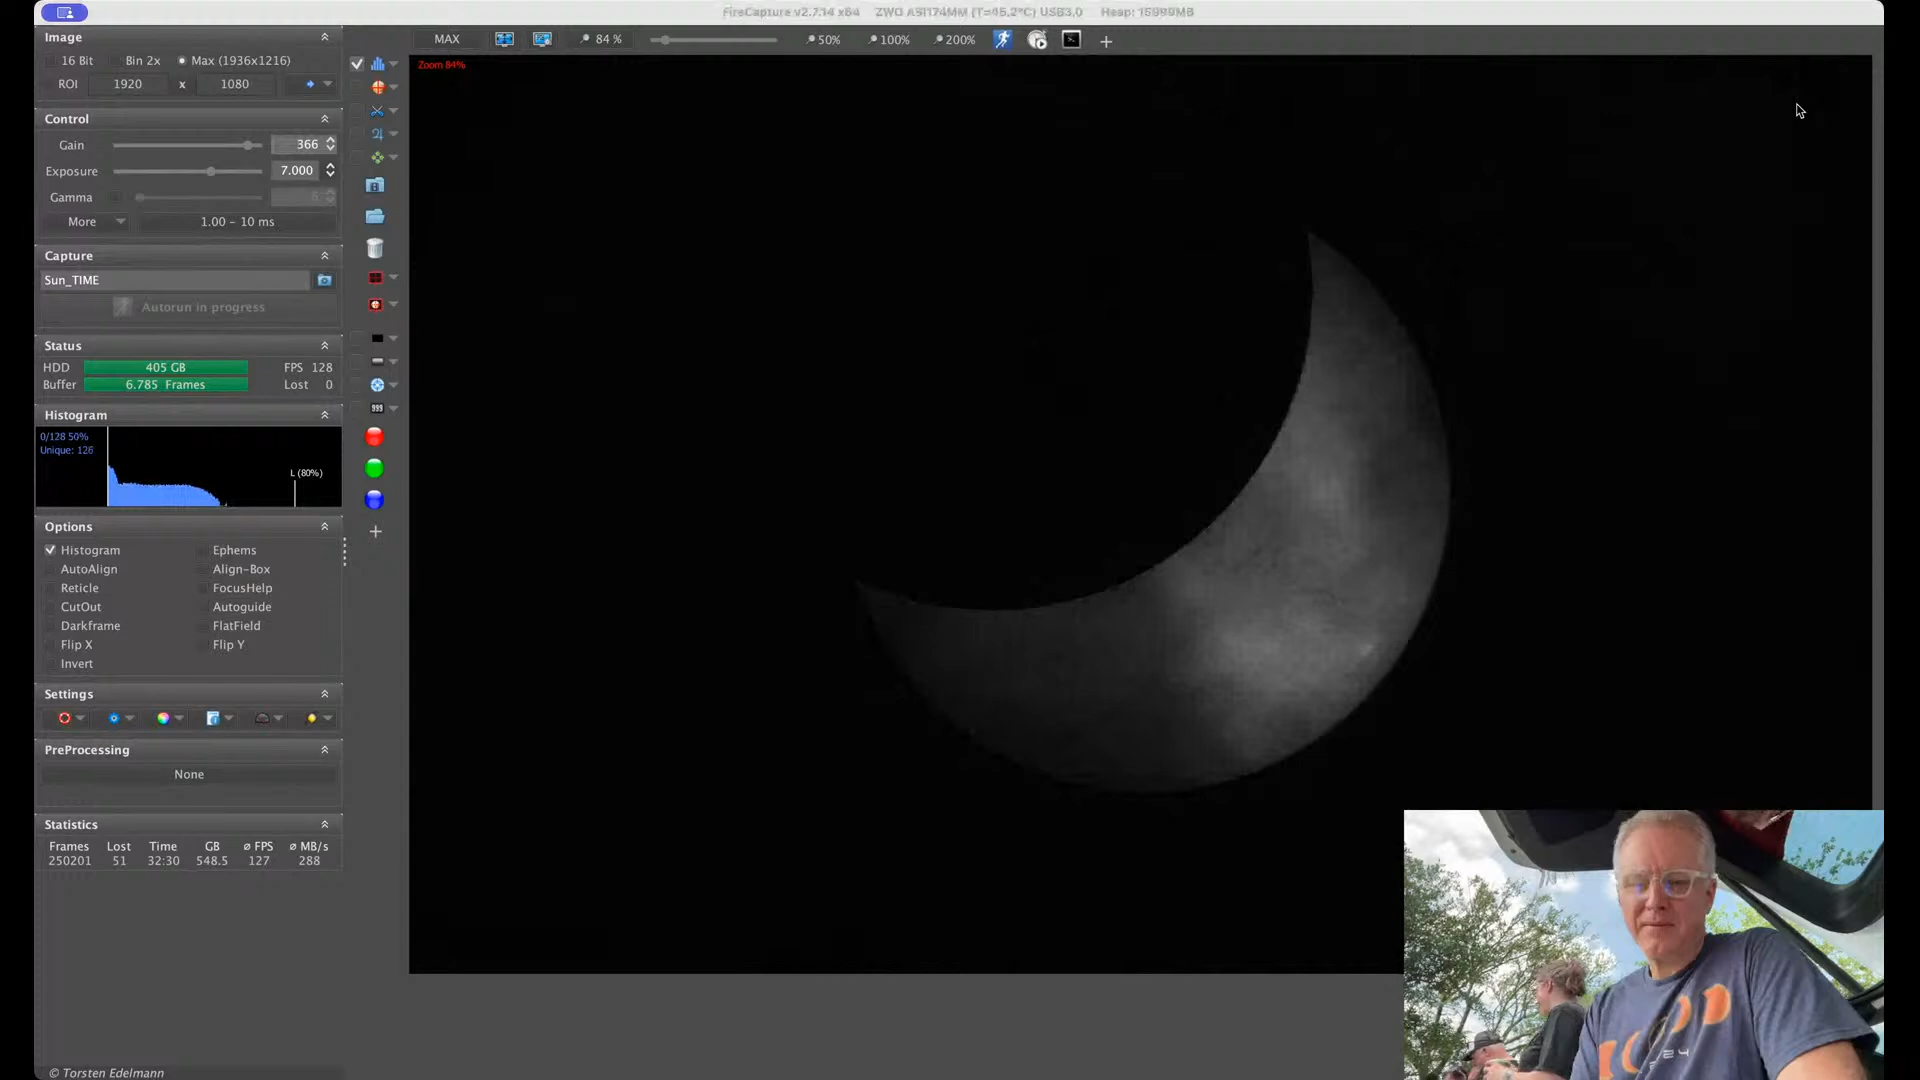 FireCapture v2.7.14 x64 ZWO ASI174MM (T=45,2°C) USB3.0 Heap: 15999MB
Image
16 Bit Bin 2x Max (1936x1216)
ROI 1920 x 1080
Control
Gain 366
Exposure 7.000
Gamma
More 1.00 - 10 ms
Capture
Sun_TIME
Autorun in progress
Status
HDD 405 GB FPS 128
Buffer 6.785 Frames Lost 0
Histogram
0/128 50%
Unique: 126
L (80%)
Options
Histogram Ephems
AutoAlign Align-Box
Reticle FocusHelp
CutOut Autoguide
Darkframe FlatField
Flip X Flip Y
Invert
Settings
PreProcessing
None
Statistics
Frames Lost Time GB ø FPS ø MB/s
250201 51 32:30 548.5 127 288
© Torsten Edelmann
MAX 84 % 50% 100% 200%
Zoom 84%
999